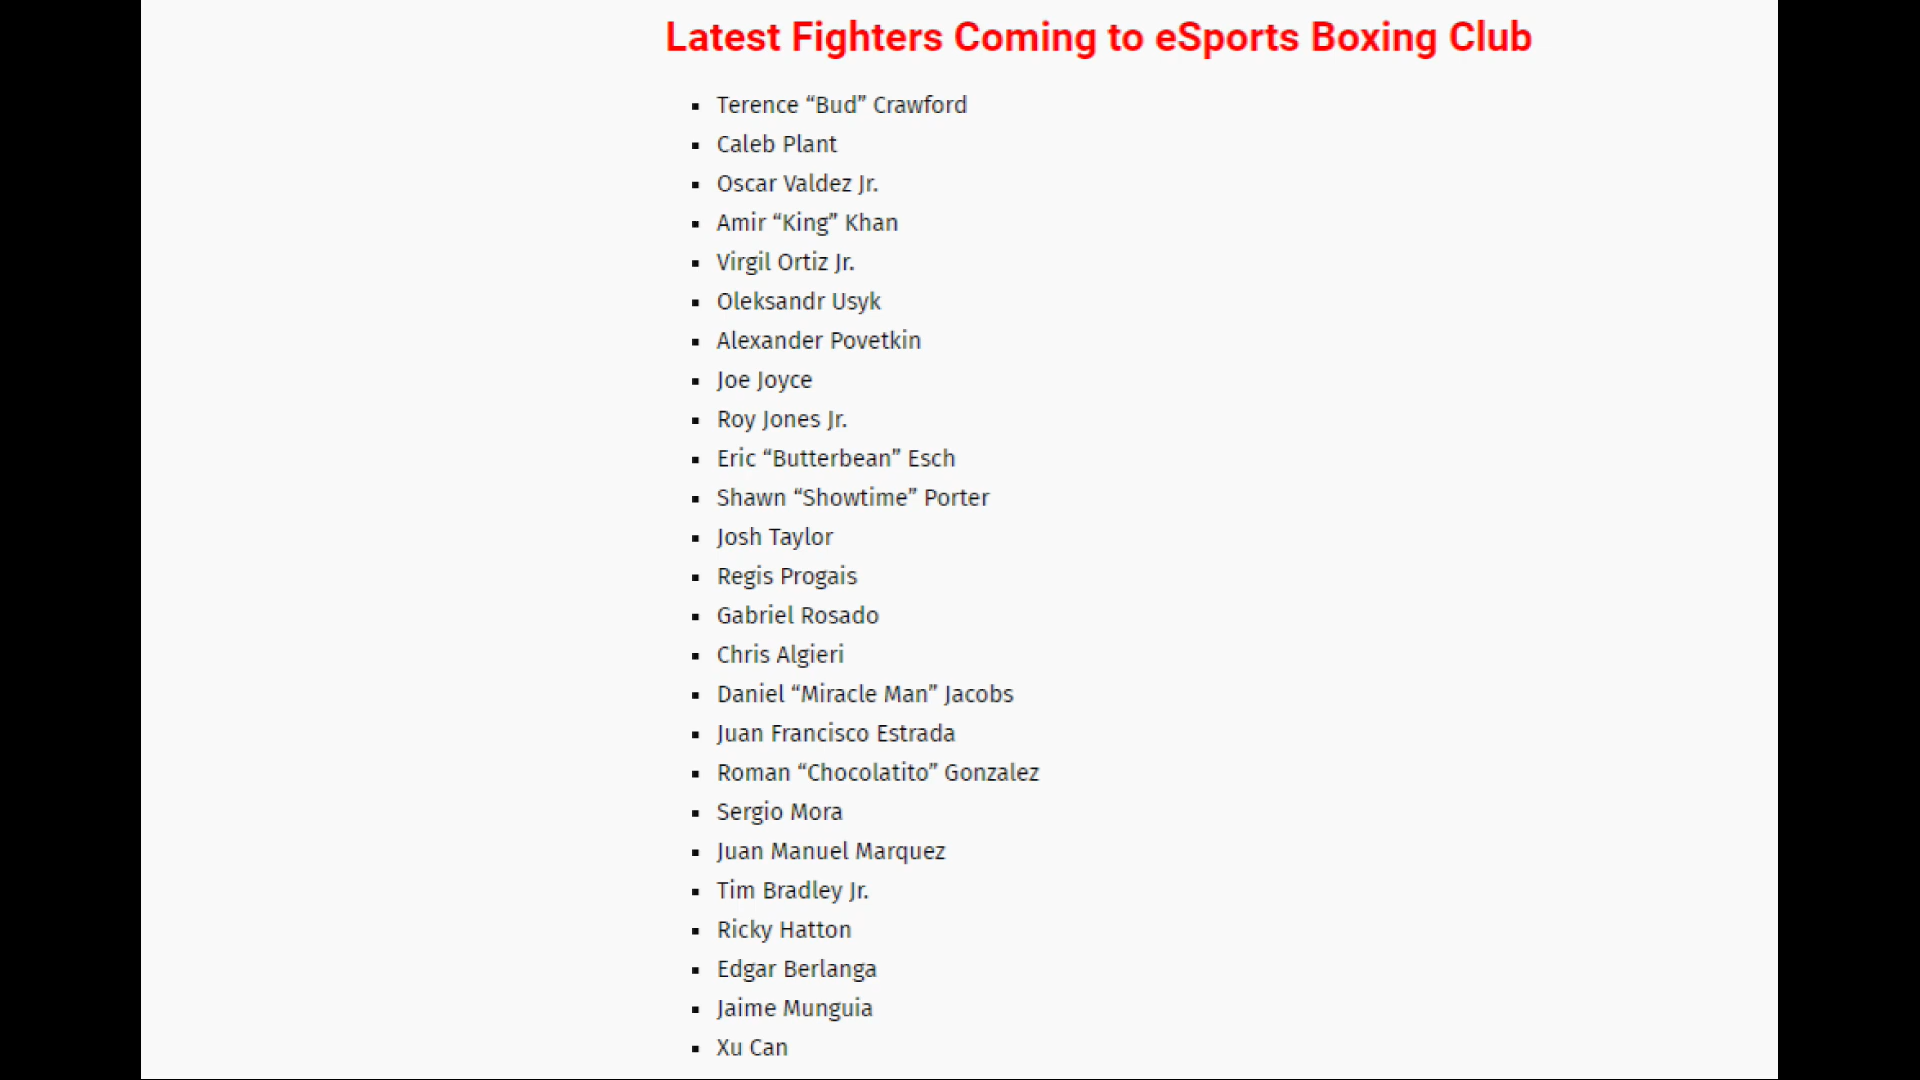 Latest Fighters Coming to eSports Boxing Club
▪ Terence “Bud” Crawford
▪ Caleb Plant
▪ Oscar Valdez Jr.
▪ Amir “King” Khan
▪ Virgil Ortiz Jr.
▪ Oleksandr Usyk
▪ Alexander Povetkin
▪ Joe Joyce
▪ Roy Jones Jr.
▪ Eric “Butterbean” Esch
▪ Shawn “Showtime” Porter
▪ Josh Taylor
▪ Regis Progais
▪ Gabriel Rosado
▪ Chris Algieri
▪ Daniel “Miracle Man” Jacobs
▪ Juan Francisco Estrada
▪ Roman “Chocolatito” Gonzalez
▪ Sergio Mora
▪ Juan Manuel Marquez
▪ Tim Bradley Jr.
▪ Ricky Hatton
▪ Edgar Berlanga
▪ Jaime Munguia
▪ Xu Can